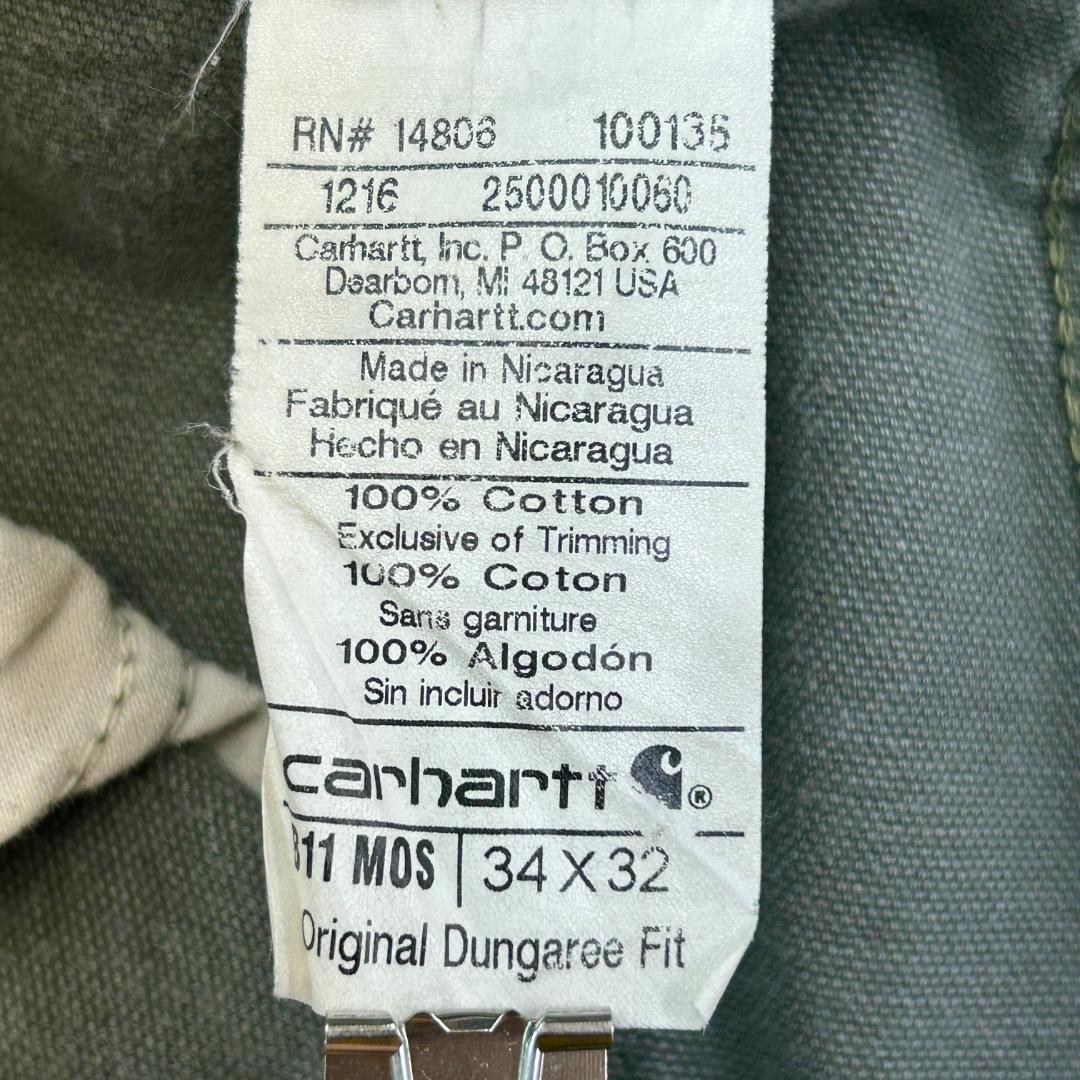 RN# 14806 100135
1216 2500010060
Carhartt, Inc. P. O. Box 600
Dearborn, MI 48121 USA
Carhartt.com
Made in Nicaragua
Fabriqué au Nicaragua
Hecho en Nicaragua
100% Cotton
Exclusive of Trimming
100% Coton
Sans garniture
100% Algodón
Sin incluir adorno
carhartt ®
B11 MOS | 34 X 32
Original Dungaree Fit